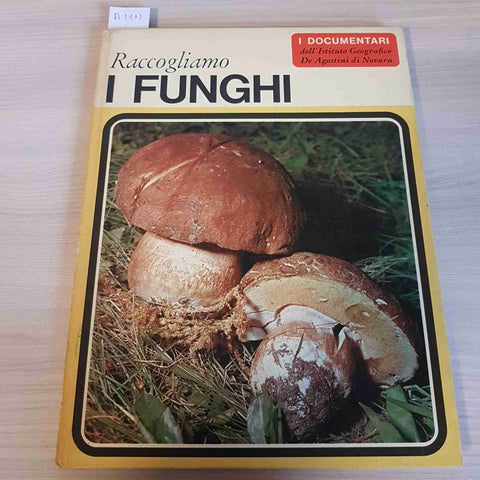 I DOCUMENTARI
dell'Istituto Geografico
De Agostini di Novara
Raccogliamo
I FUNGHI